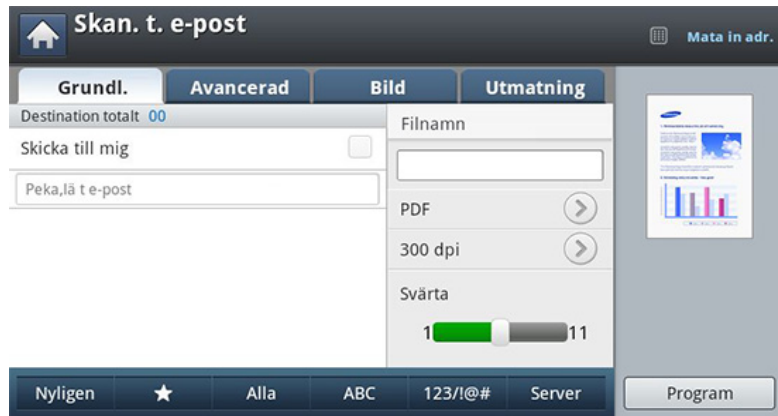 Skan. t. e-post
Mata in adr.
Grundl.
Avancerad
Bild
Utmatning
Destination totalt 00
Skicka till mig
Peka,lä t e-post
Filnamn
PDF
300 dpi
Svärta
1
11
Nyligen
★
Alla
ABC
123/!@#
Server
Program